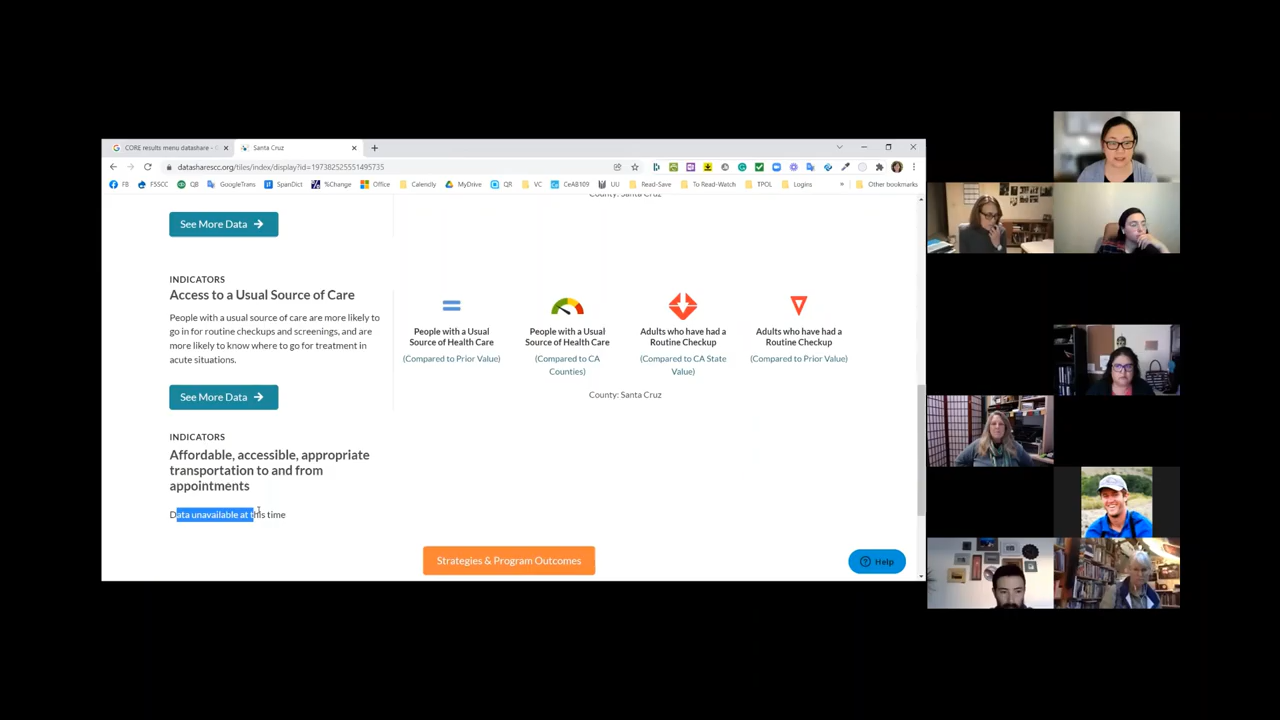 CORE results menu datashare - G
Santa Cruz
datasharescc.org/tiles/index/display?id=197382525551495735
FB
F5SCC
QB
GoogleTrans
SpanDict
%Change
Office
Calendly
MyDrive
QR
VC
CeAB109
UU
Read-Save
To Read-Watch
TPOL
Logins
»
Other bookmarks
County: Santa Cruz
See More Data
INDICATORS
Access to a Usual Source of Care
People with a usual source of care are more likely to
go in for routine checkups and screenings, and are
more likely to know where to go for treatment in
acute situations.
See More Data
People with a Usual
Source of Health Care
(Compared to Prior Value)
People with a Usual
Source of Health Care
(Compared to CA
Counties)
Adults who have had a
Routine Checkup
(Compared to CA State
Value)
Adults who have had a
Routine Checkup
(Compared to Prior Value)
County: Santa Cruz
INDICATORS
Affordable, accessible, appropriate
transportation to and from
appointments
Data unavailable at this time
Strategies & Program Outcomes
Help